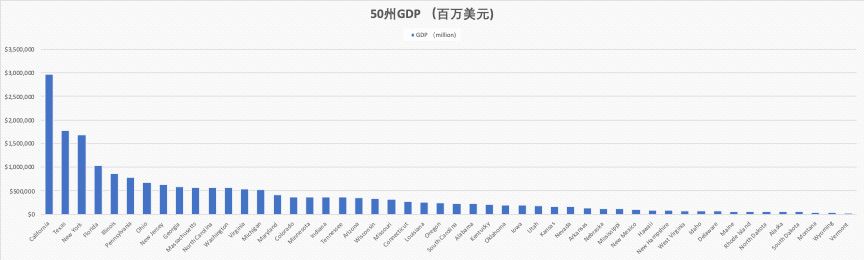 50州GDP （百万美元)
GDP （million)
$3,500,000
$3,000,000
$2,500,000
$2,000,000
$1,500,000
$1,000,000
$500,000
$0
California
Texas
New York
Florida
Illinois
Pennsylvania
Ohio
New Jersey
Georgia
Massachusetts
North Carolina
Washington
Virginia
Michigan
Maryland
Colorado
Minnesota
Indiana
Tennessee
Arizona
Wisconsin
Missouri
Connecticut
Louisiana
Oregon
South Carolina
Alabama
Kentucky
Oklahoma
Iowa
Utah
Kansas
Nevada
Arkansas
Nebraska
Mississippi
New Mexico
Hawaii
New Hampshire
West Virginia
Idaho
Delaware
Maine
Rhode Island
North Dakota
Alaska
South Dakota
Montana
Wyoming
Vermont